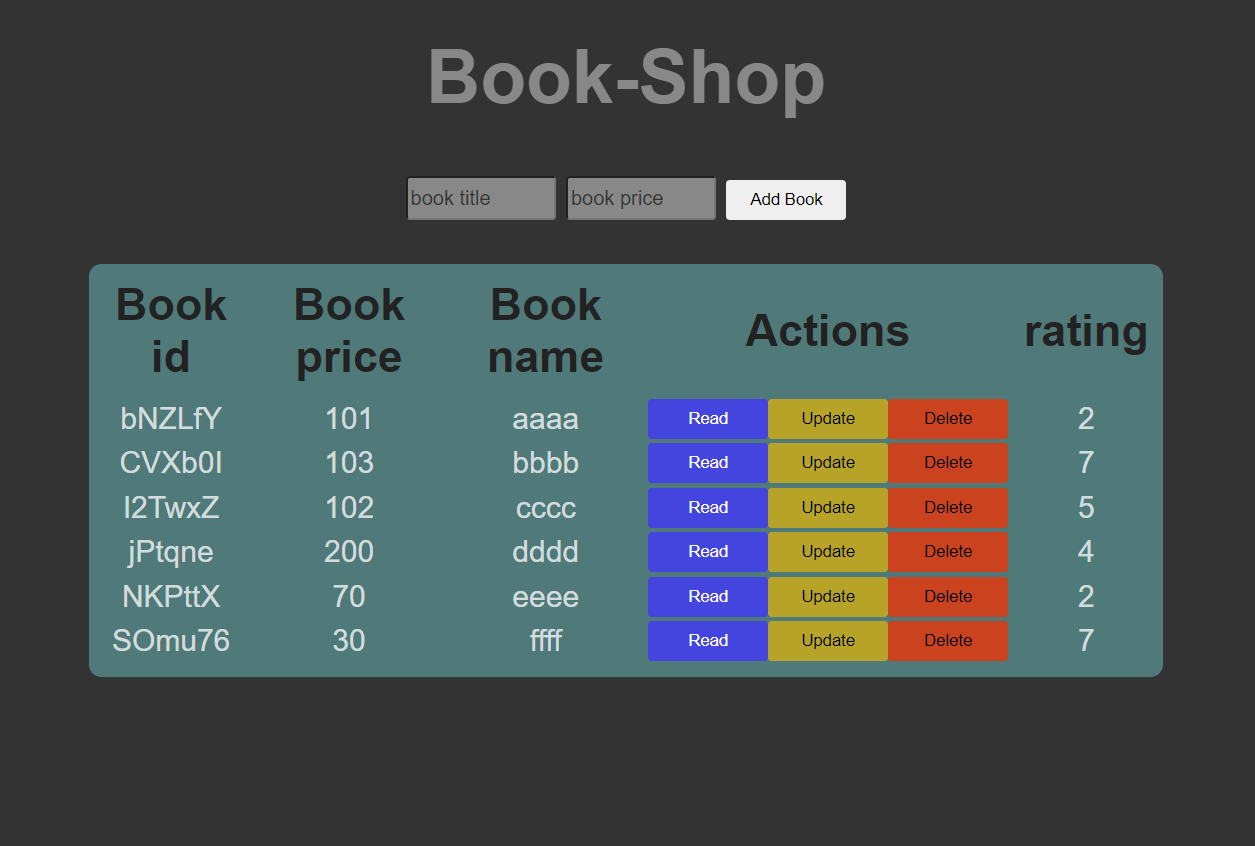 Book-Shop
book title book price Add Book
Book id Book price Book name Actions rating
bNZLfY 101 aaaa Read Update Delete 2
CVXb0I 103 bbbb Read Update Delete 7
I2TwxZ 102 cccc Read Update Delete 5
jPtqne 200 dddd Read Update Delete 4
NKPttX 70 eeee Read Update Delete 2
SOmu76 30 ffff Read Update Delete 7